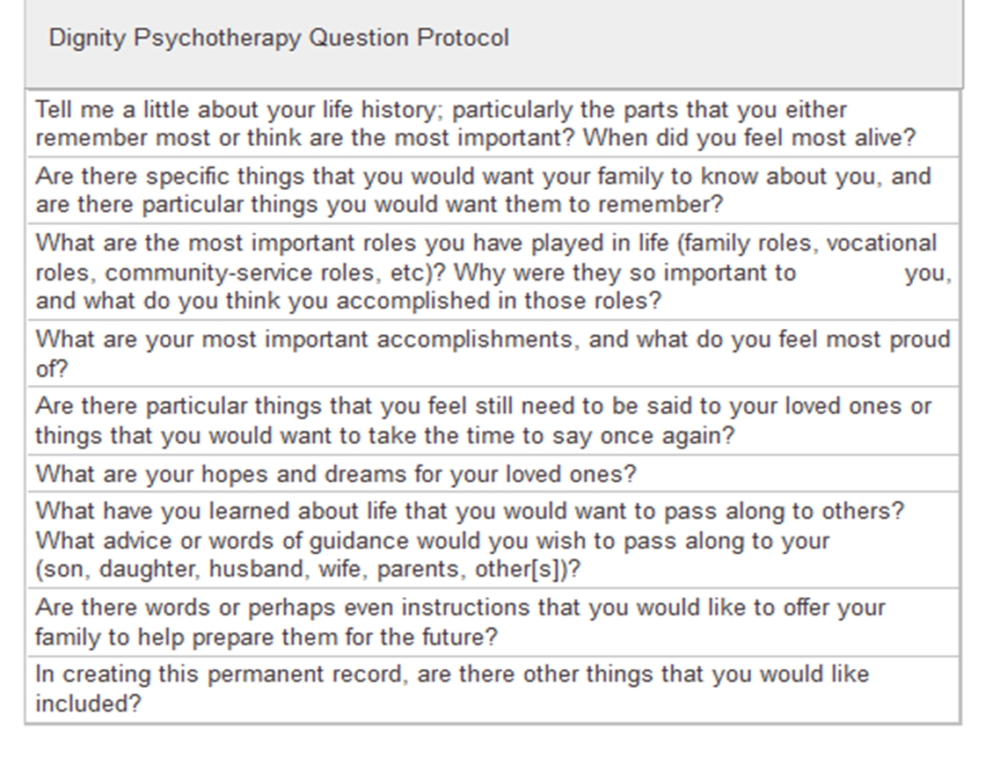 Dignity Psychotherapy Question Protocol
Tell me a little about your life history; particularly the parts that you either
remember most or think are the most important? When did you feel most alive?
Are there specific things that you would want your family to know about you, and
are there particular things you would want them to remember?
What are the most important roles you have played in life (family roles, vocational
roles, community-service roles, etc)? Why were they so important to you,
and what do you think you accomplished in those roles?
What are your most important accomplishments, and what do you feel most proud
of?
Are there particular things that you feel still need to be said to your loved ones or
things that you would want to take the time to say once again?
What are your hopes and dreams for your loved ones?
What have you learned about life that you would want to pass along to others?
What advice or words of guidance would you wish to pass along to your
(son, daughter, husband, wife, parents, other[s])?
Are there words or perhaps even instructions that you would like to offer your
family to help prepare them for the future?
In creating this permanent record, are there other things that you would like
included?